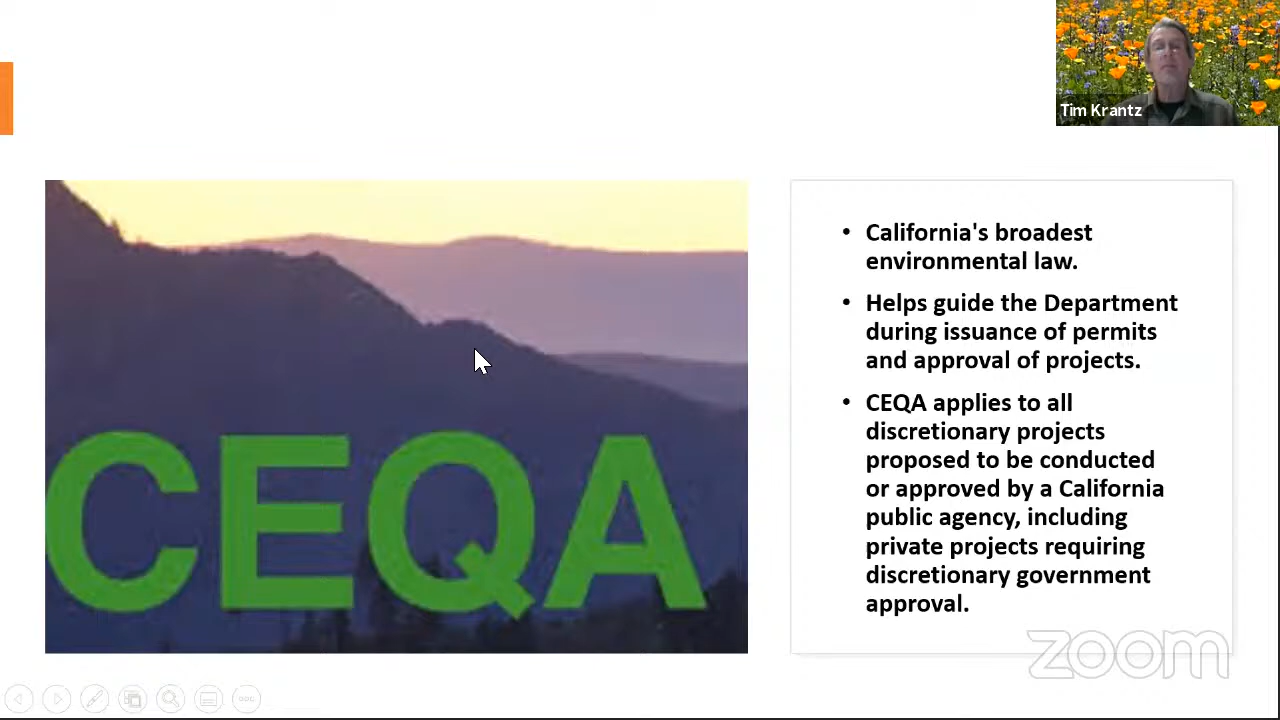 Tim Krantz
CEQA
• California's broadest
environmental law.
• Helps guide the Department
during issuance of permits
and approval of projects.
• CEQA applies to all
discretionary projects
proposed to be conducted
or approved by a California
public agency, including
private projects requiring
discretionary government
approval.
zoom